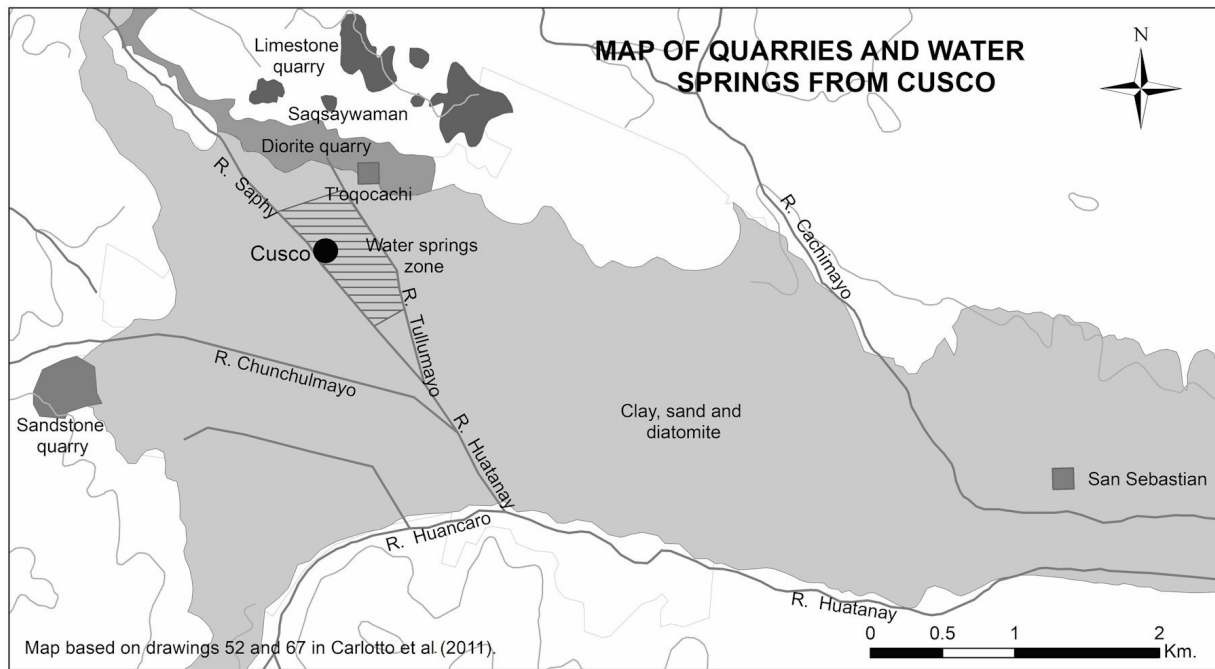 MAP OF QUARRIES AND WATER
SPRINGS FROM CUSCO
N
Limestone
quarry
Saqsaywaman
Diorite quarry
T'oqocachi
R. Saphy
Water springs
zone
Cusco
R. Cachimayo
R. Tullumayo
R. Chunchulmayo
Sandstone
quarry
Clay, sand and
diatomite
R. Huatanay
San Sebastian
R. Huancaro
R. Huatanay
0 0.5 1 2
Km.
Map based on drawings 52 and 67 in Carlotto et al (2011).